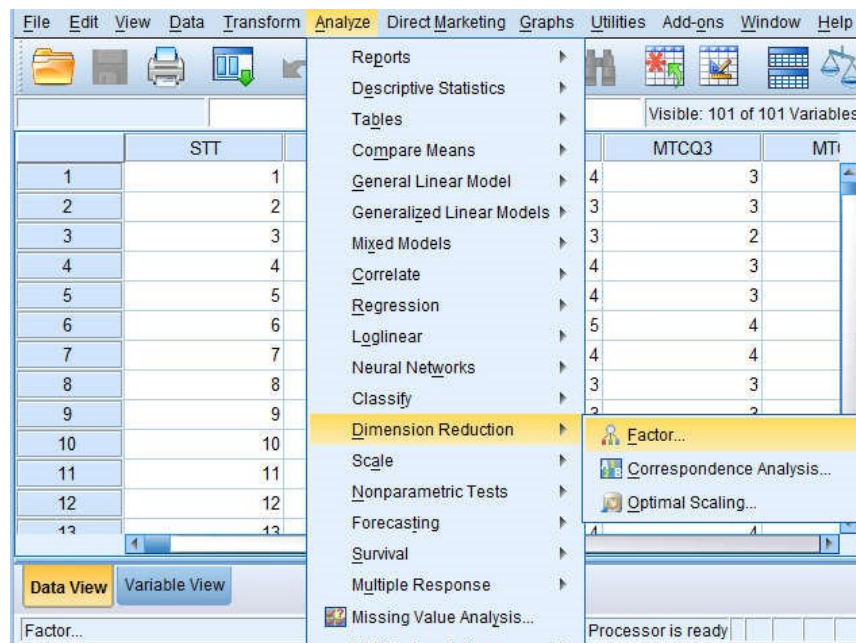 File Edit View Data Transform Analyze Direct Marketing Graphs Utilities Add-ons Window Help
Visible: 101 of 101 Variables
STT MTCQ3
Reports
Descriptive Statistics
Tables
Compare Means
General Linear Model
Generalized Linear Models
Mixed Models
Correlate
Regression
Loglinear
Neural Networks
Classify
Dimension Reduction
Scale
Nonparametric Tests
Forecasting
Survival
Multiple Response
Missing Value Analysis...
Factor...
Correspondence Analysis...
Optimal Scaling...
1 1 4 3
2 2 3 3
3 3 3 2
4 4 4 3
5 5 4 3
6 6 5 4
7 7 4 4
8 8 3 3
9 9
10 10
11 11
12 12
13 13 4 4
Data View Variable View
Factor... Processor is ready